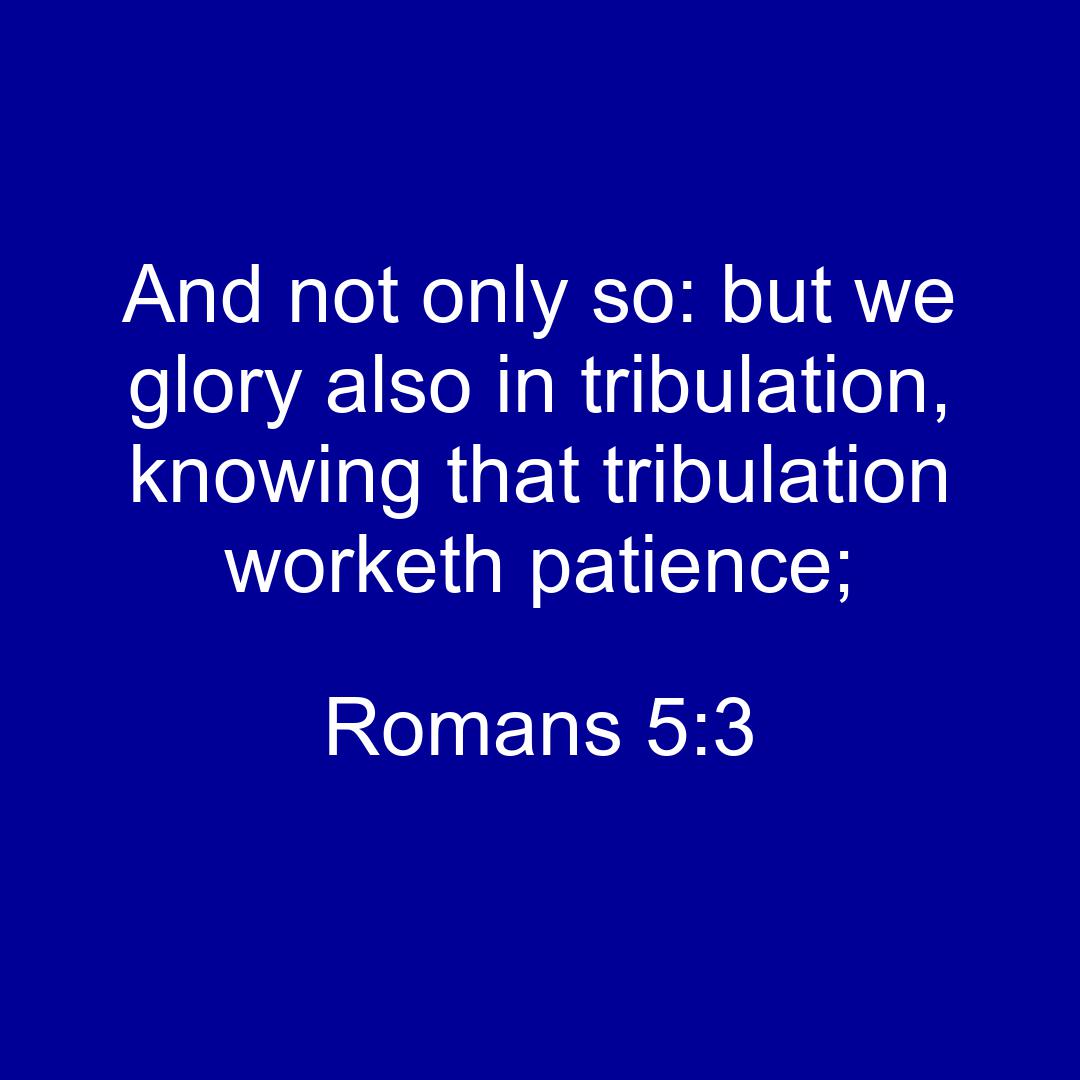 And not only so: but we
glory also in tribulation,
knowing that tribulation
worketh patience;
Romans 5:3